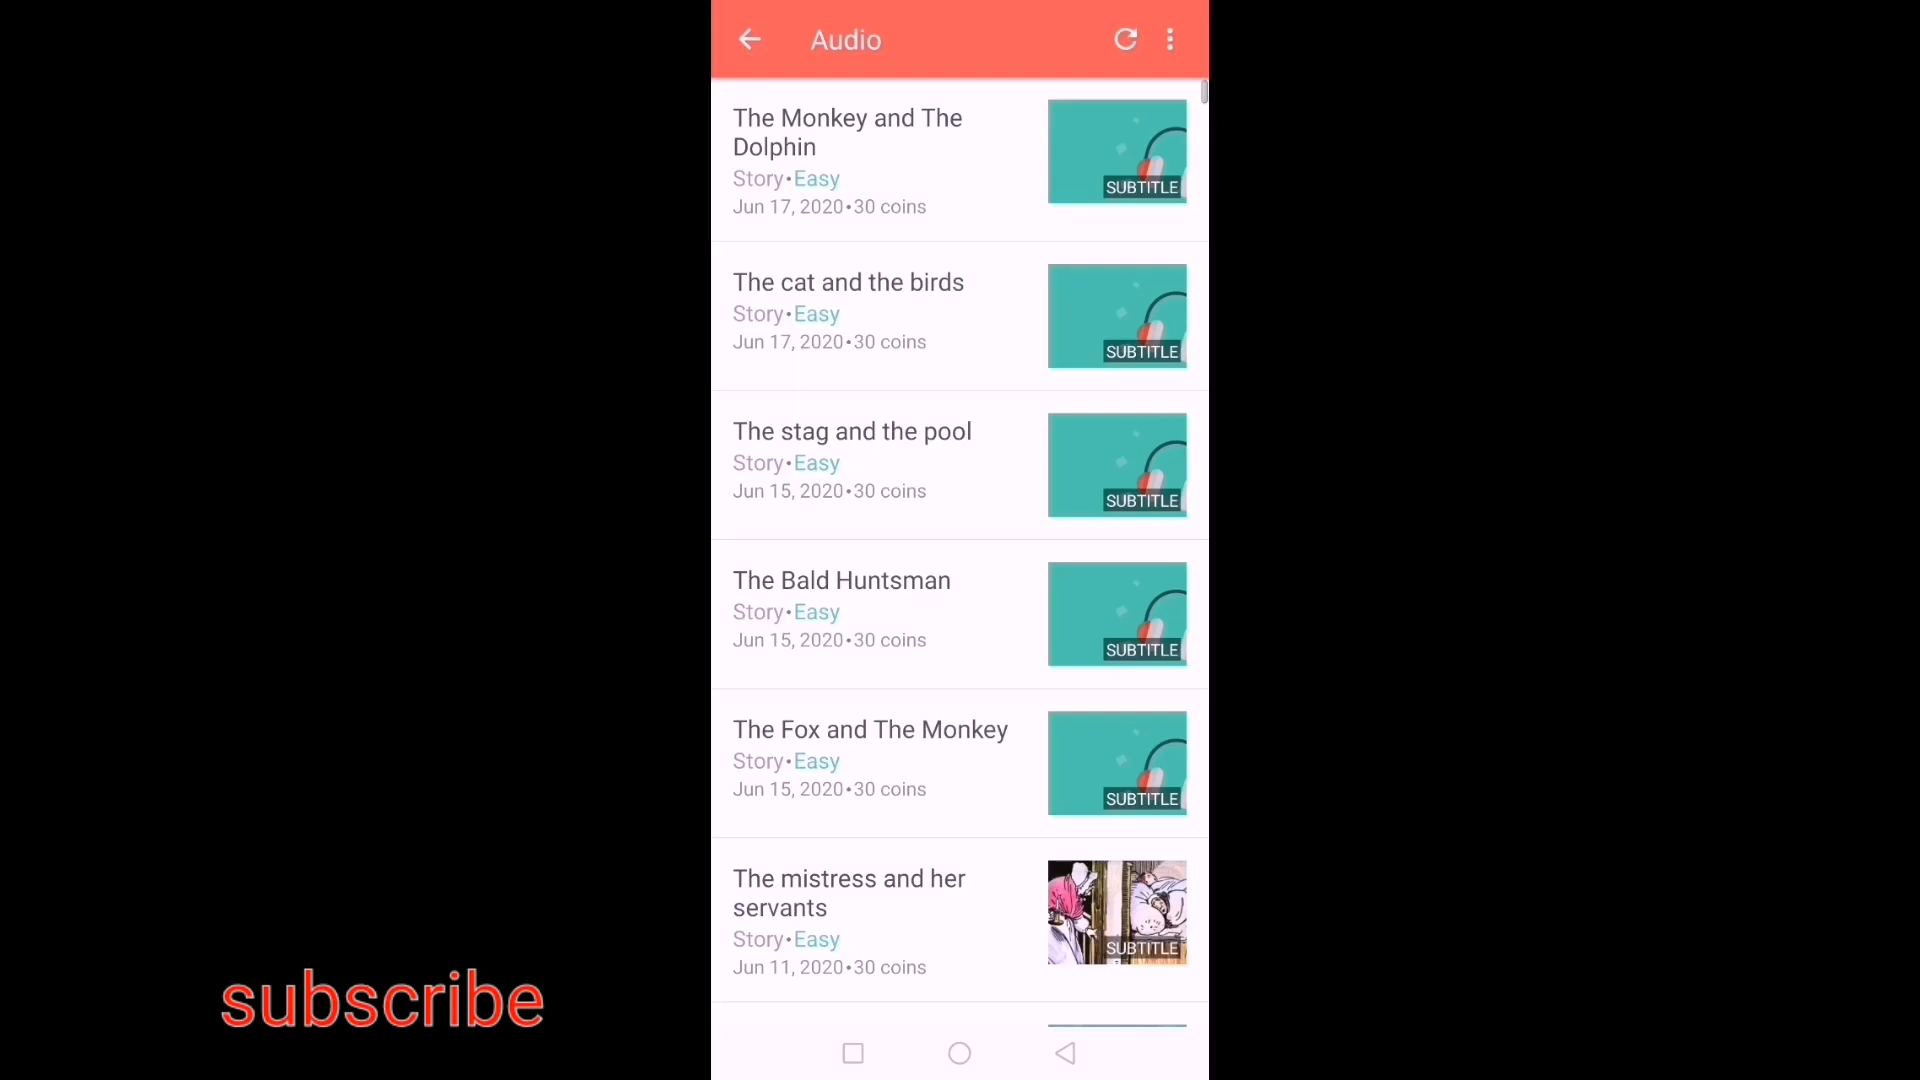 Audio
The Monkey and The
Dolphin
Story•Easy
Jun 17, 2020•30 coins
SUBTITLE
The cat and the birds
Story•Easy
Jun 17, 2020•30 coins
SUBTITLE
The stag and the pool
Story•Easy
Jun 15, 2020•30 coins
SUBTITLE
The Bald Huntsman
Story•Easy
Jun 15, 2020•30 coins
SUBTITLE
The Fox and The Monkey
Story•Easy
Jun 15, 2020•30 coins
SUBTITLE
The mistress and her
servants
Story•Easy
Jun 11, 2020•30 coins
SUBTITLE
subscribe